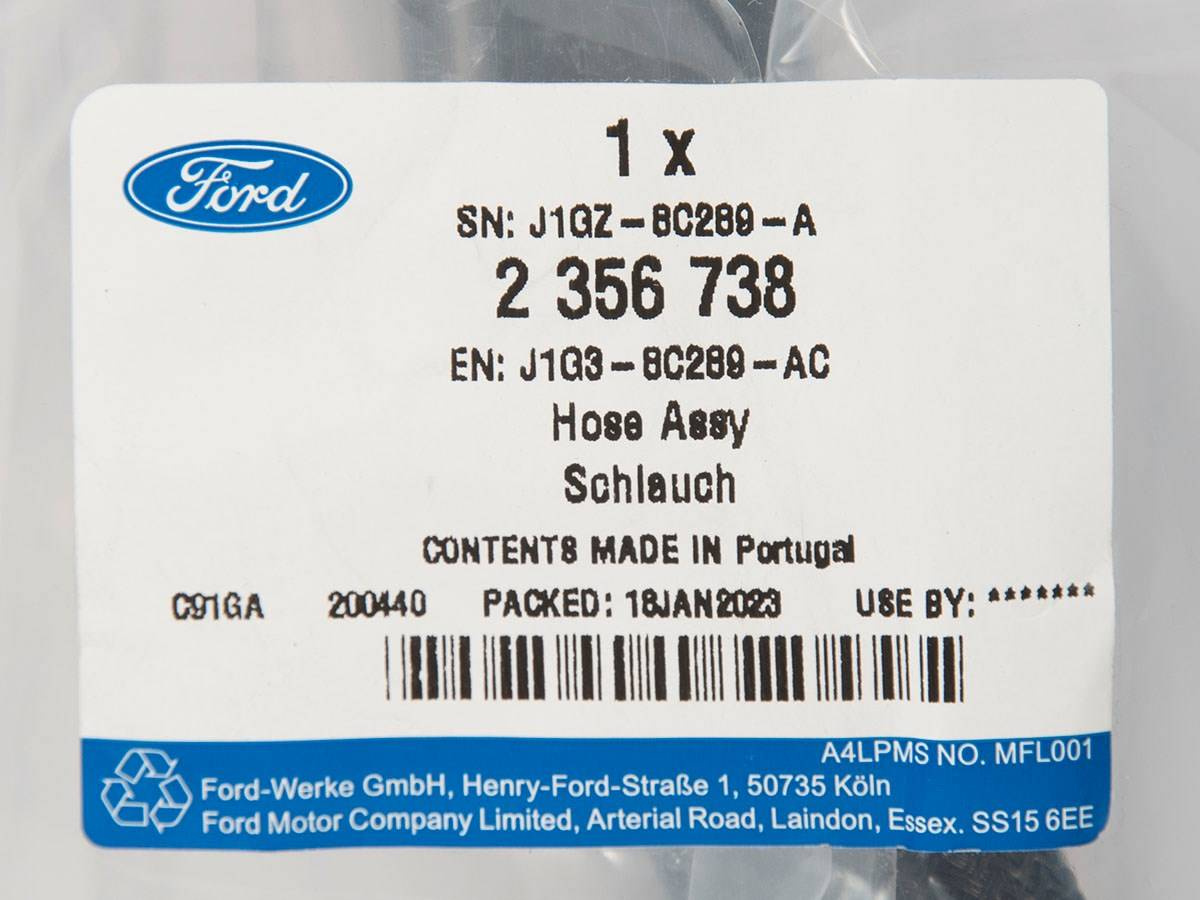 Ford
1 x
SN: J1GZ-8C289-A
2 356 738
EN: J1G3-8C289-AC
Hose Assy
Schlauch
CONTENTS MADE IN Portugal
C91GA 200440 PACKED: 18JAN2023 USE BY: *******
A4LPMS NO. MFL001
Ford-Werke GmbH, Henry-Ford-Straße 1, 50735 Köln
Ford Motor Company Limited, Arterial Road, Laindon, Essex. SS15 6EE